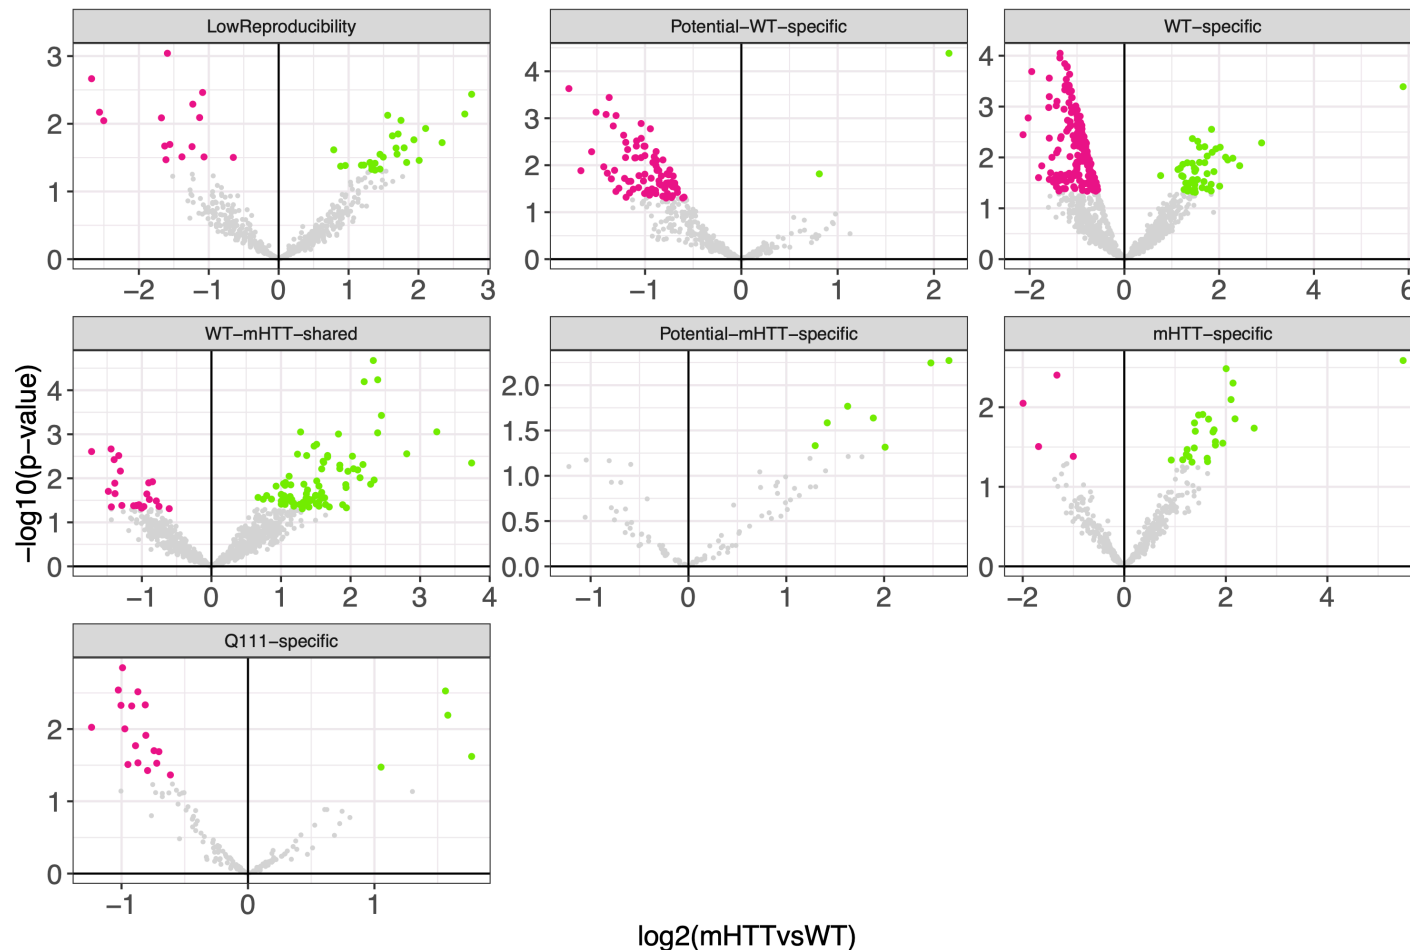 LowReproducibility
Potential−WT−specific
WT−specific
3
2
1
0
−2 −1 0 1 2 3
4
3
2
1
0
−1 0 1 2
4
3
2
1
0
−2 0 2 4 6
WT−mHTT−shared
Potential−mHTT−specific
mHTT−specific
−log10(p−value)
4
3
2
1
0
−1 0 1 2 3 4
2.0
1.5
1.0
0.5
0.0
−1 0 1 2
2
1
0
−2 0 2 4
Q111−specific
2
1
0
−1 0 1
log2(mHTTvsWT)